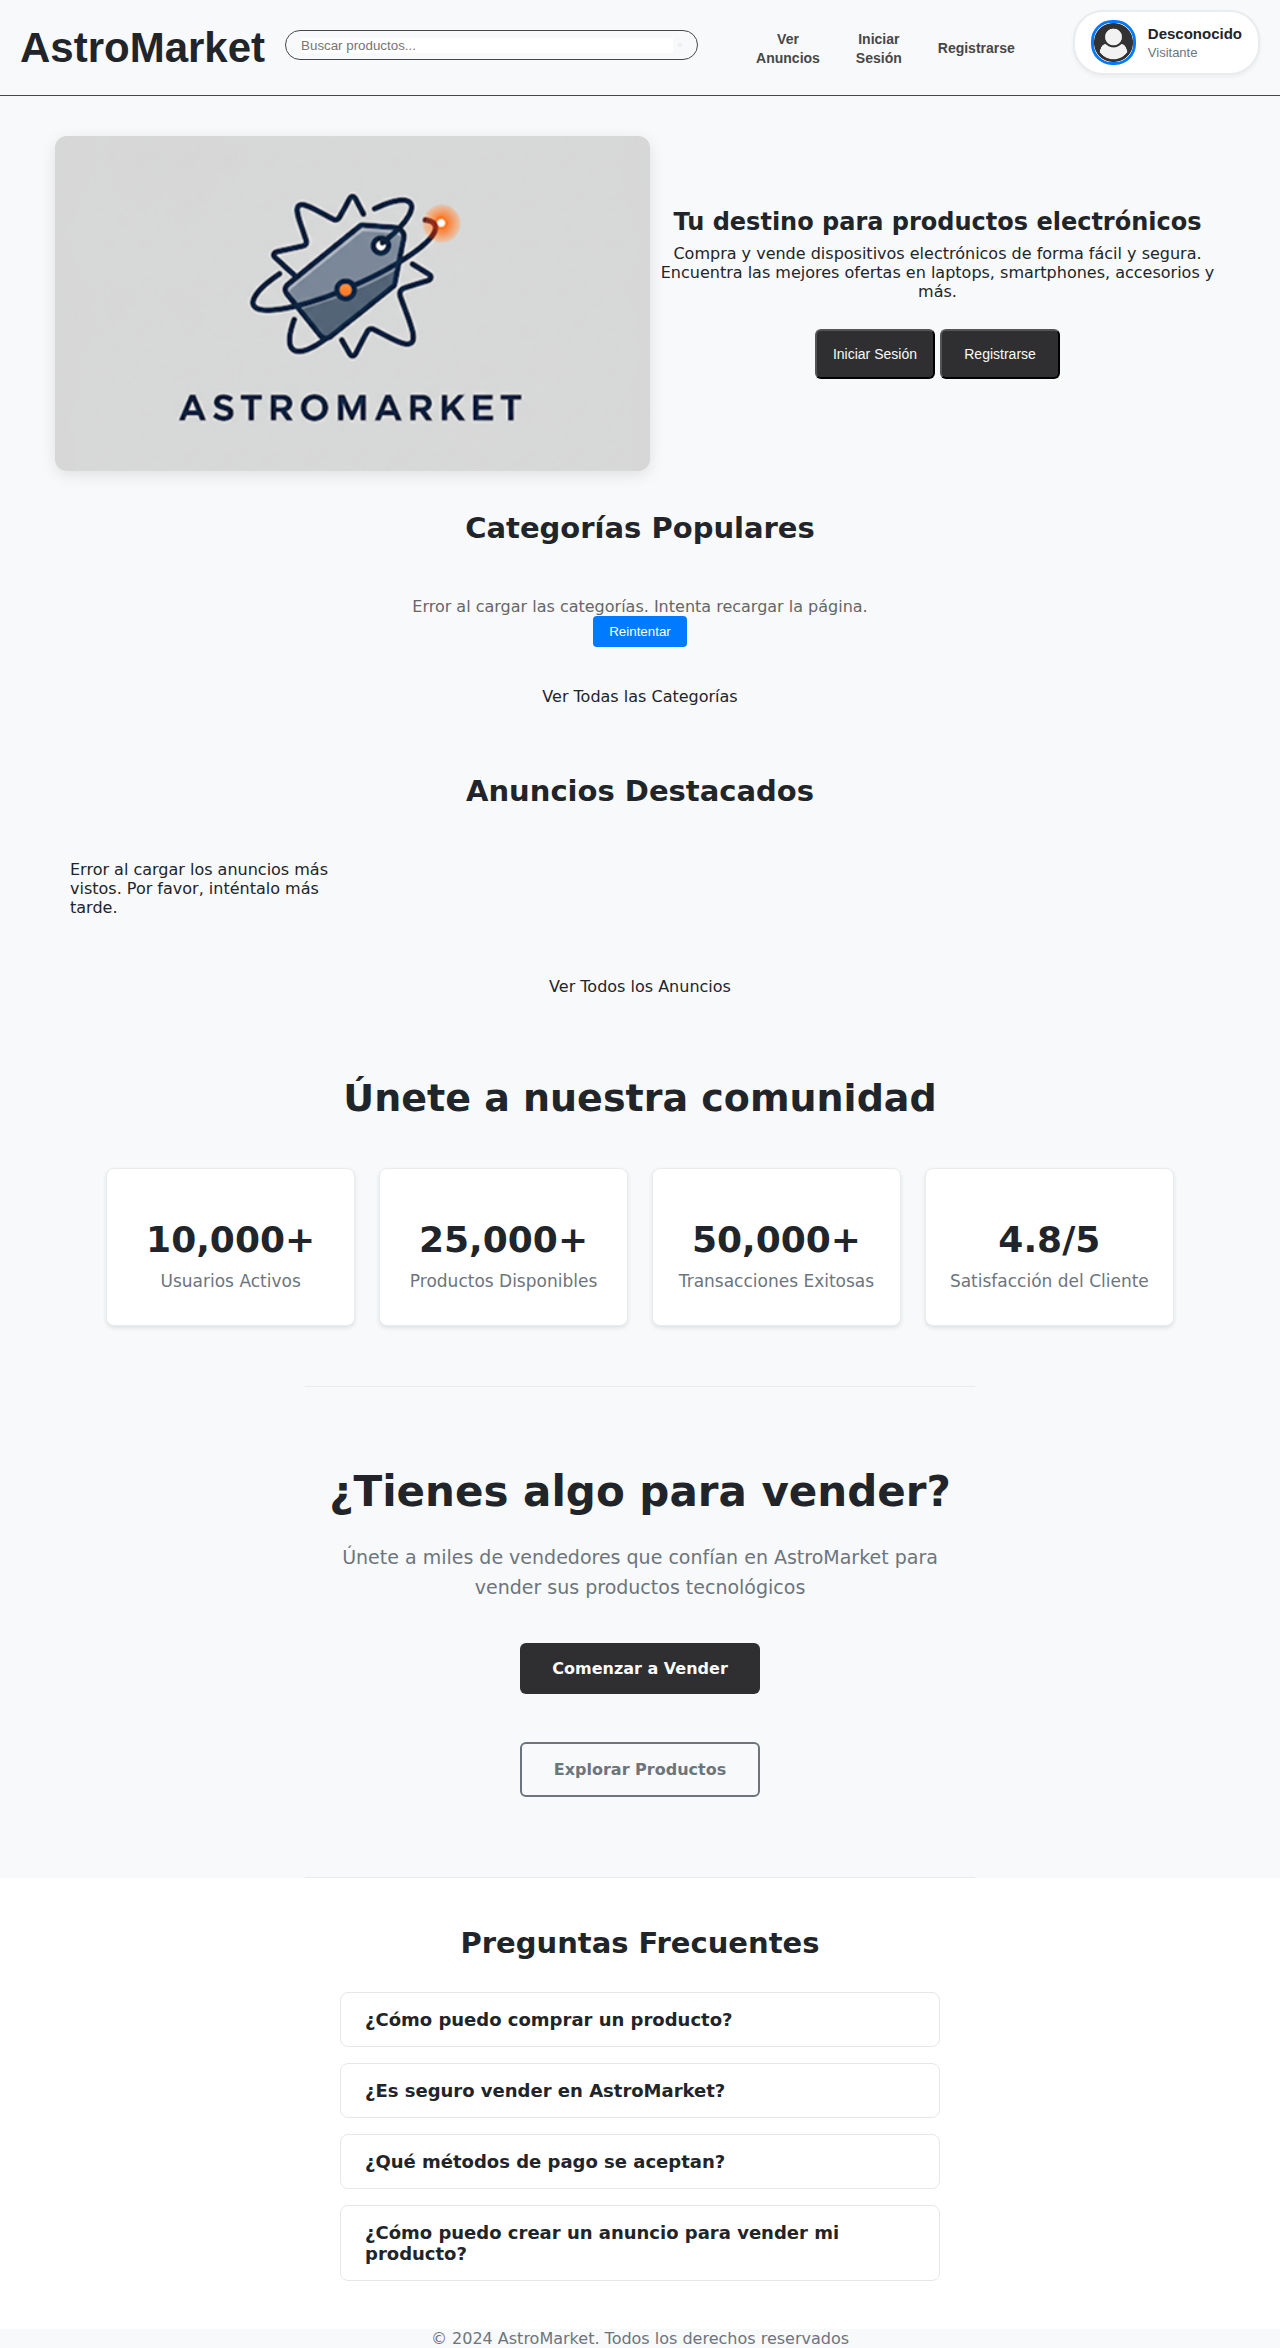 AstroMarket
Buscar productos...
Ver
Anuncios
Iniciar
Sesión
Registrarse
Desconocido
Visitante
ASTROMARKET
Tu destino para productos electrónicos
Compra y vende dispositivos electrónicos de forma fácil y segura.
Encuentra las mejores ofertas en laptops, smartphones, accesorios y
más.
Iniciar Sesión
Registrarse
Categorías Populares
Error al cargar las categorías. Intenta recargar la página.
Reintentar
Ver Todas las Categorías
Anuncios Destacados
Error al cargar los anuncios más
vistos. Por favor, inténtalo más
tarde.
Ver Todos los Anuncios
Únete a nuestra comunidad
10,000+
Usuarios Activos
25,000+
Productos Disponibles
50,000+
Transacciones Exitosas
4.8/5
Satisfacción del Cliente
¿Tienes algo para vender?
Únete a miles de vendedores que confían en AstroMarket para
vender sus productos tecnológicos
Comenzar a Vender
Explorar Productos
Preguntas Frecuentes
¿Cómo puedo comprar un producto?
¿Es seguro vender en AstroMarket?
¿Qué métodos de pago se aceptan?
¿Cómo puedo crear un anuncio para vender mi
producto?
© 2024 AstroMarket. Todos los derechos reservados